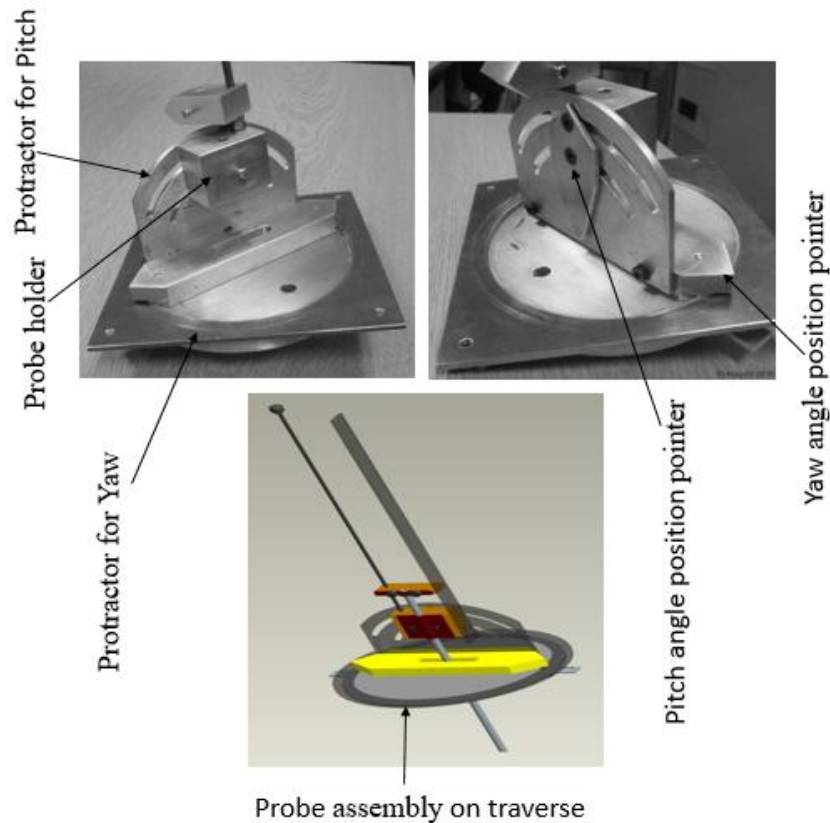 Protractor for Pitch
Probe holder
Protractor for Yaw
Pitch angle position pointer
Yaw angle position pointer
Probe assembly on traverse